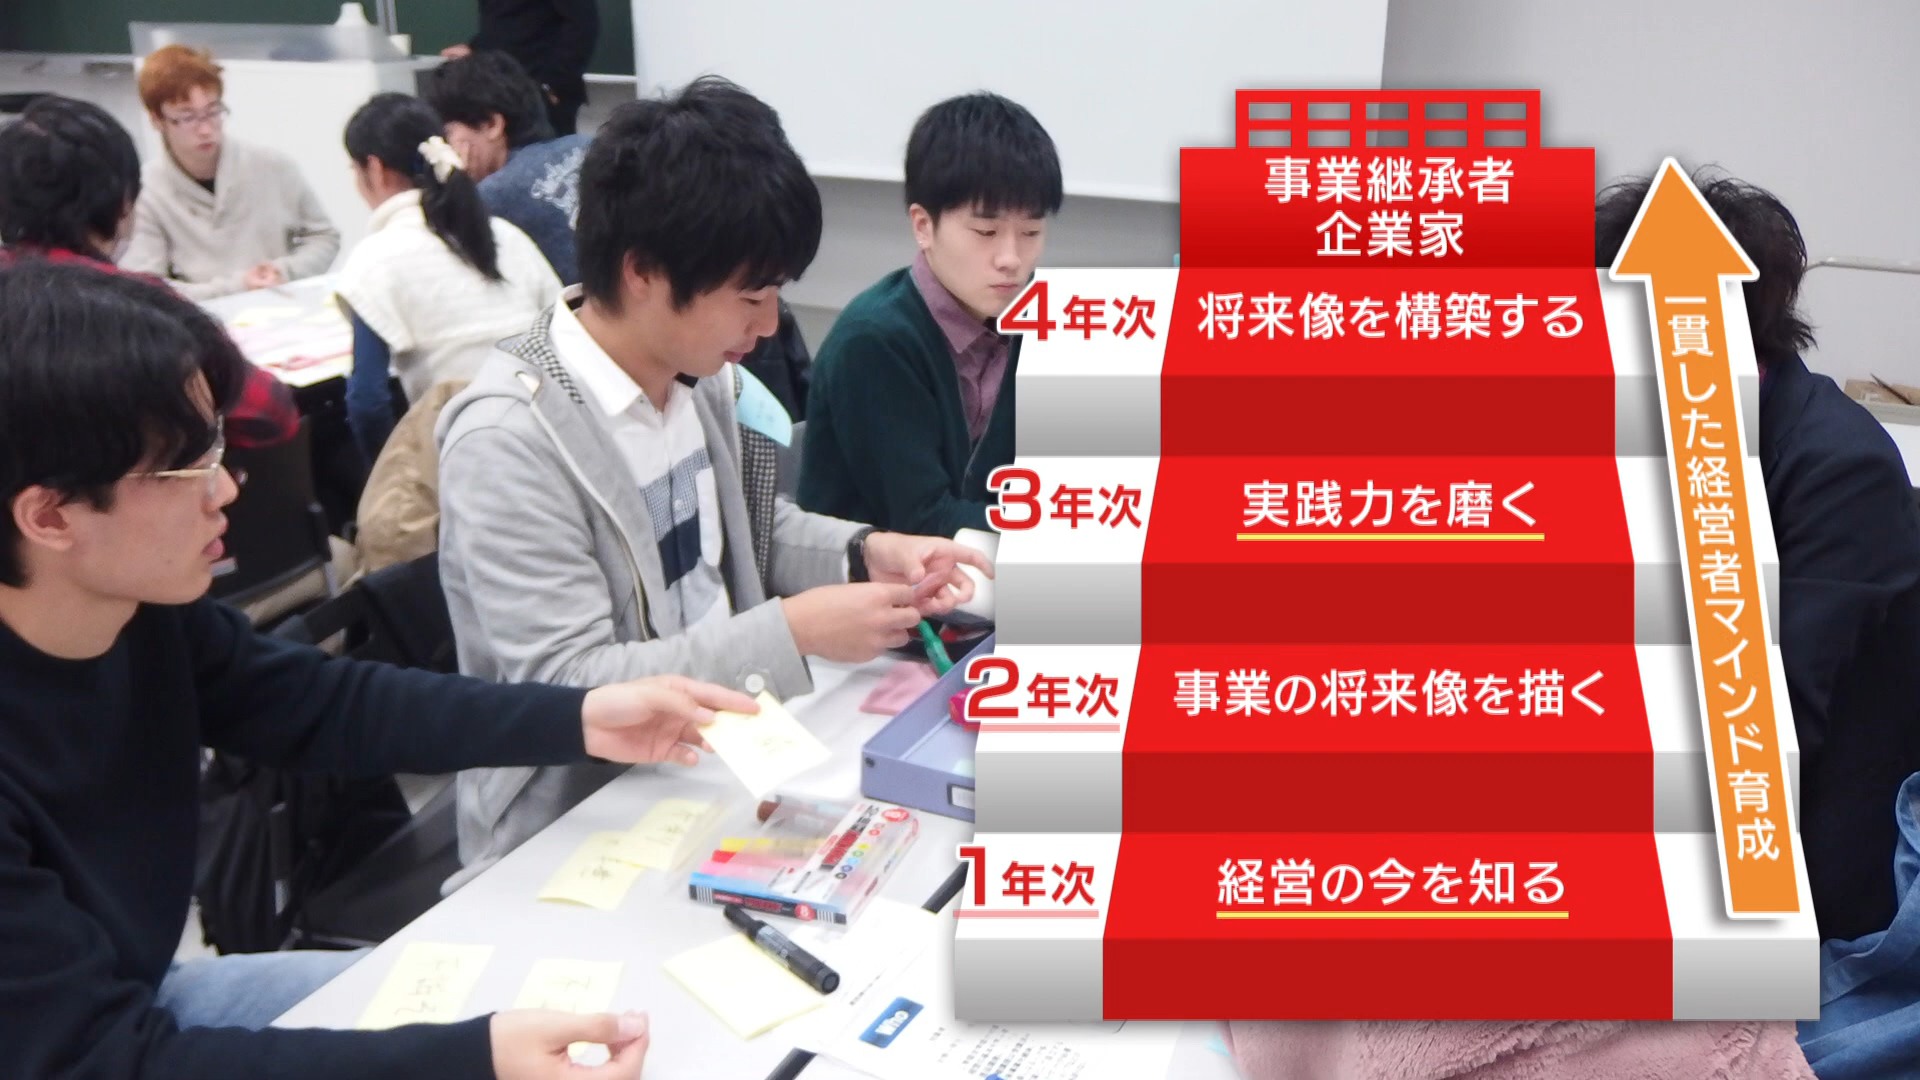 事業継承者
企業家
4年次 将来像を構築する
3年次 実践力を磨く
2年次 事業の将来像を描く
1年次 経営の今を知る
一貫した経営者マインド育成
Who